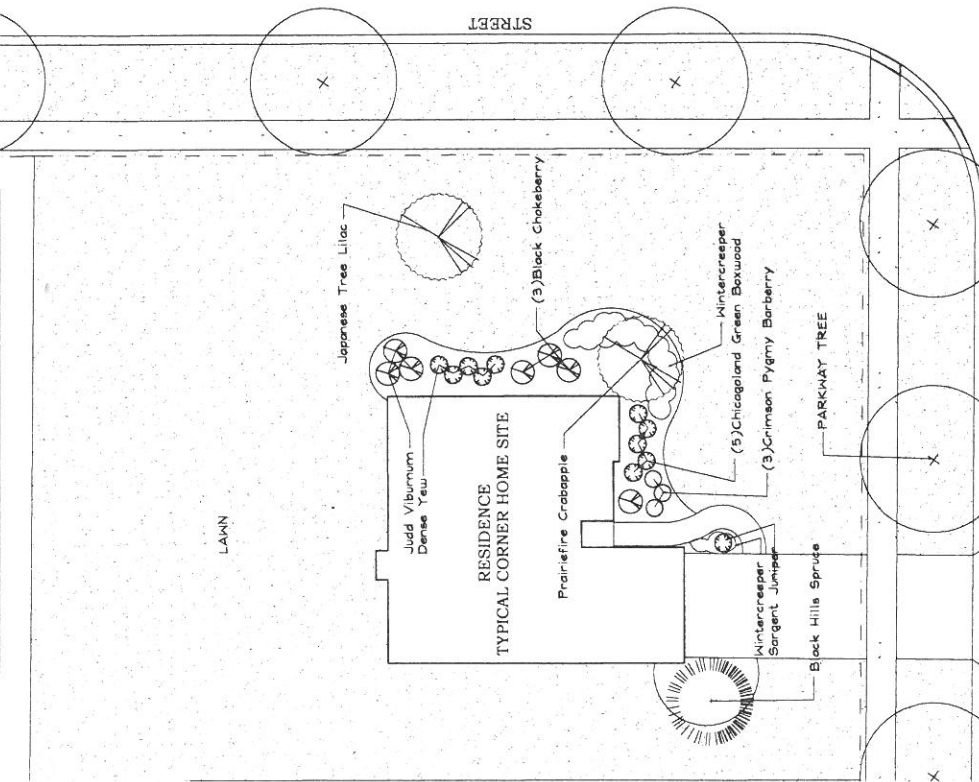 STREET
Japanese Tree Lilac
(3)Black Chokeberry
Wintercreeper
(5)Chicagoland Green Boxwood
(3)Crimson Pygmy Barberry
PARKWAY TREE
LAWN
Judd Viburnum
Dense Yew
RESIDENCE
TYPICAL CORNER HOME SITE
Prairiefire Crabapple
Wintercreeper
Sargent Juniper
Black Hills Spruce